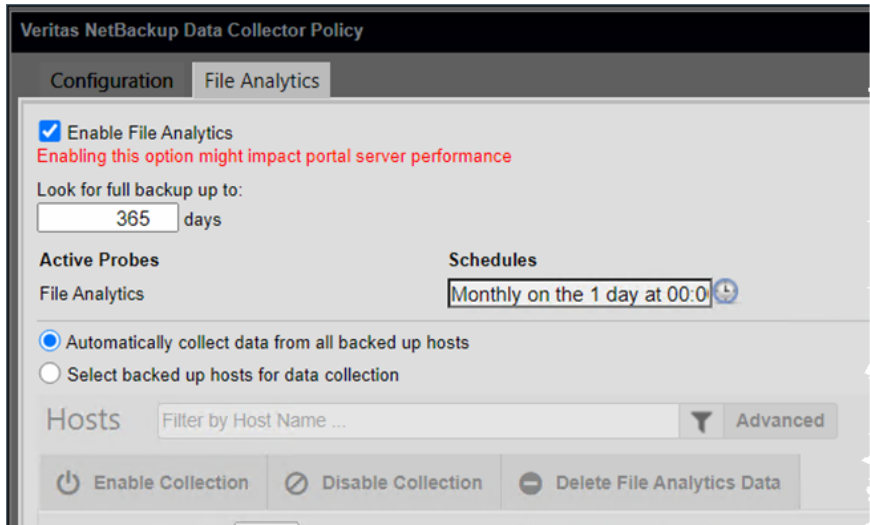 Veritas NetBackup Data Collector Policy
Configuration File Analytics
Enable File Analytics
Enabling this option might impact portal server performance
Look for full backup up to:
365 days
Active Probes Schedules
File Analytics Monthly on the 1 day at 00:0
Automatically collect data from all backed up hosts
Select backed up hosts for data collection
Hosts Filter by Host Name ... Advanced
Enable Collection Disable Collection Delete File Analytics Data